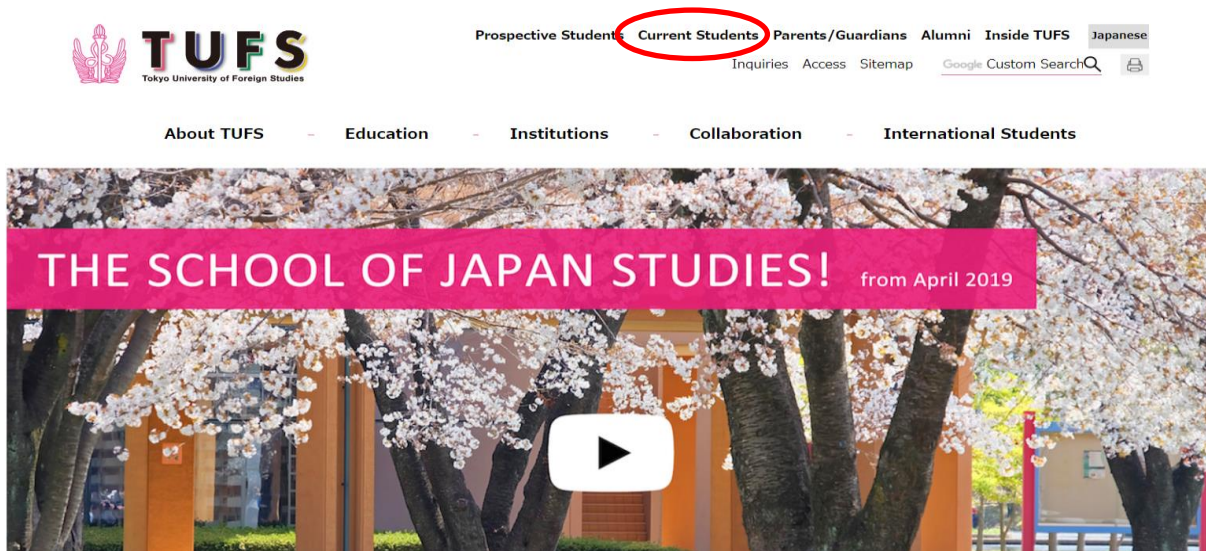 TUFS
Tokyo University of Foreign Studies
Prospective Students Current Students Parents/Guardians Alumni Inside TUFS Japanese
Inquiries Access Sitemap Google Custom Search
About TUFS - Education - Institutions - Collaboration - International Students
THE SCHOOL OF JAPAN STUDIES! from April 2019